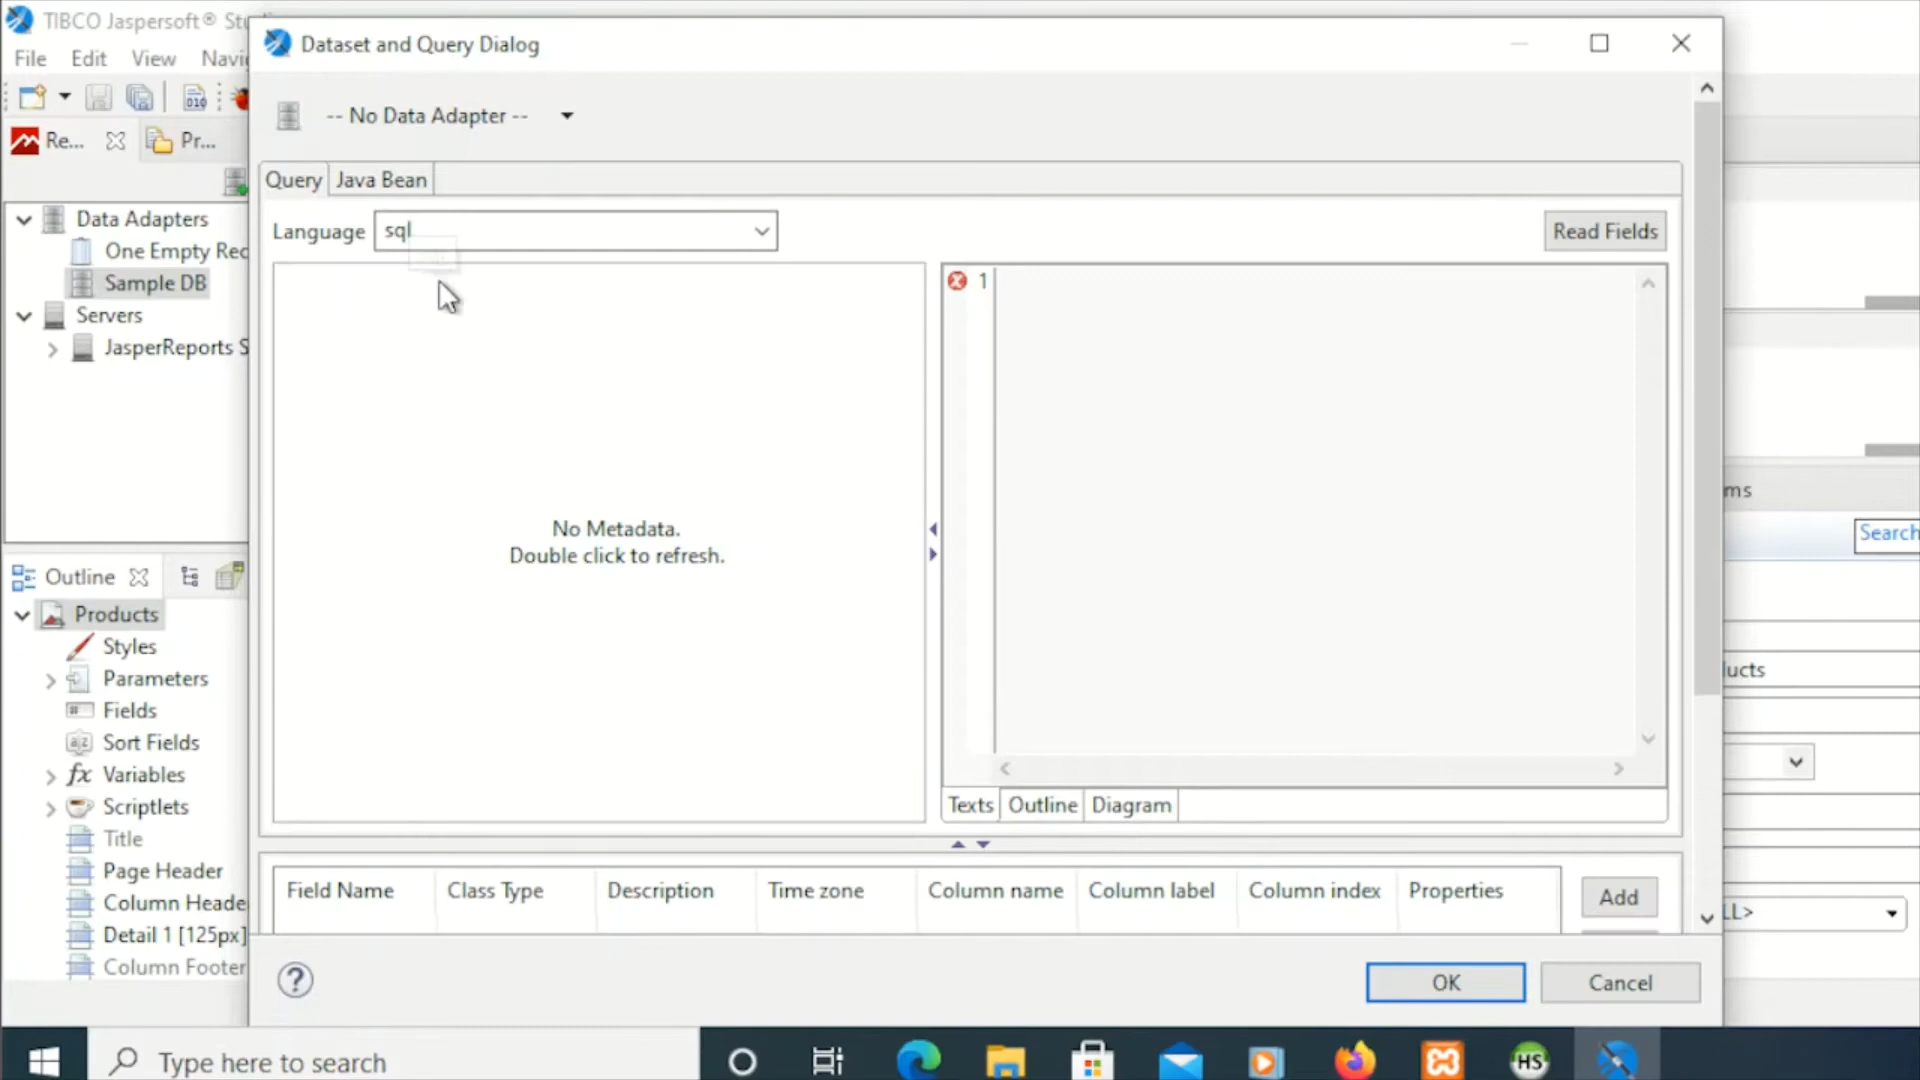 TIBCO Jaspersoft® St
File Edit View Navi
Re... Pr...
Data Adapters
One Empty Rec
Sample DB
Servers
JasperReports S
Outline
Products
Styles
Parameters
Fields
Sort Fields
fx Variables
Scriptlets
Title
Page Header
Column Heade
Detail 1 [125px]
Column Footer
Dataset and Query Dialog
-- No Data Adapter --
Query Java Bean
Language sql Read Fields
No Metadata.
Double click to refresh.
1
Texts Outline Diagram
Field Name Class Type Description Time zone Column name Column label Column index Properties Add
OK Cancel
ms
Search
ucts
LL>
Type here to search
HS